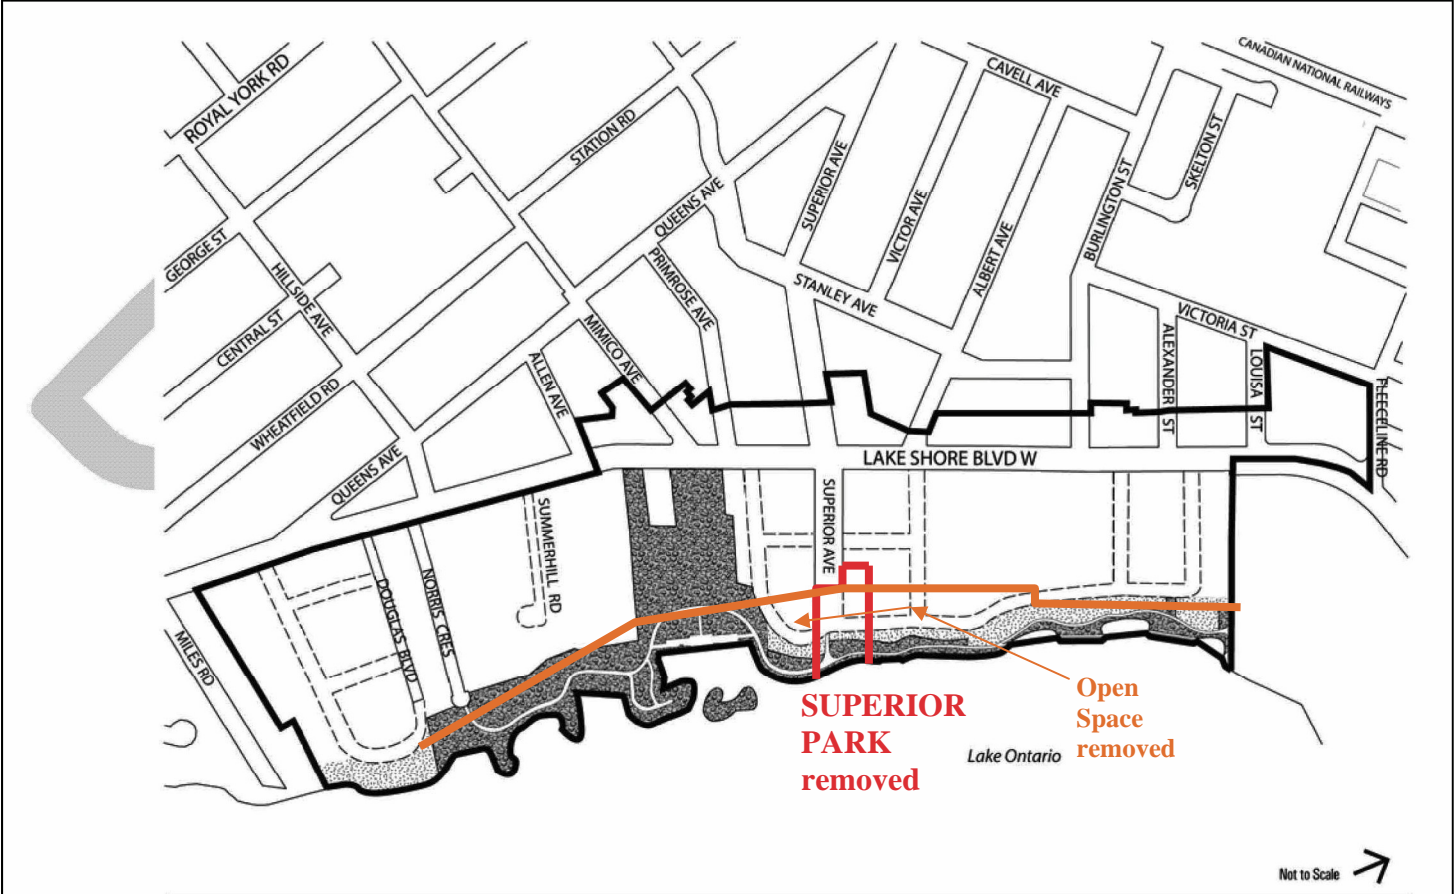 CANADIAN NATIONAL RAILWAYS
ROYAL YORK RD
CAVELL AVE
STATION RD
SKELTON ST
SUPERIOR AVE
QUEENS AVE
VICTOR AVE
BURLINGTON ST
ALBERT AVE
GEORGE ST
HILLSIDE AVE
PRIMROSE AVE
STANLEY AVE
CENTRAL ST
MIMICO AVE
VICTORIA ST
ALEXANDER ST
LOUISA ST
ALLEN AVE
WHEATFIELD RD
FLEECELINE RD
QUEENS AVE
LAKE SHORE BLVD W
SUPERIOR AVE
SUMMERHILL RD
NORRIS CRES
DOUGLAS BLVD
MILES RD
SUPERIOR
PARK
removed
Open
Space
removed
Lake Ontario
Not to Scale